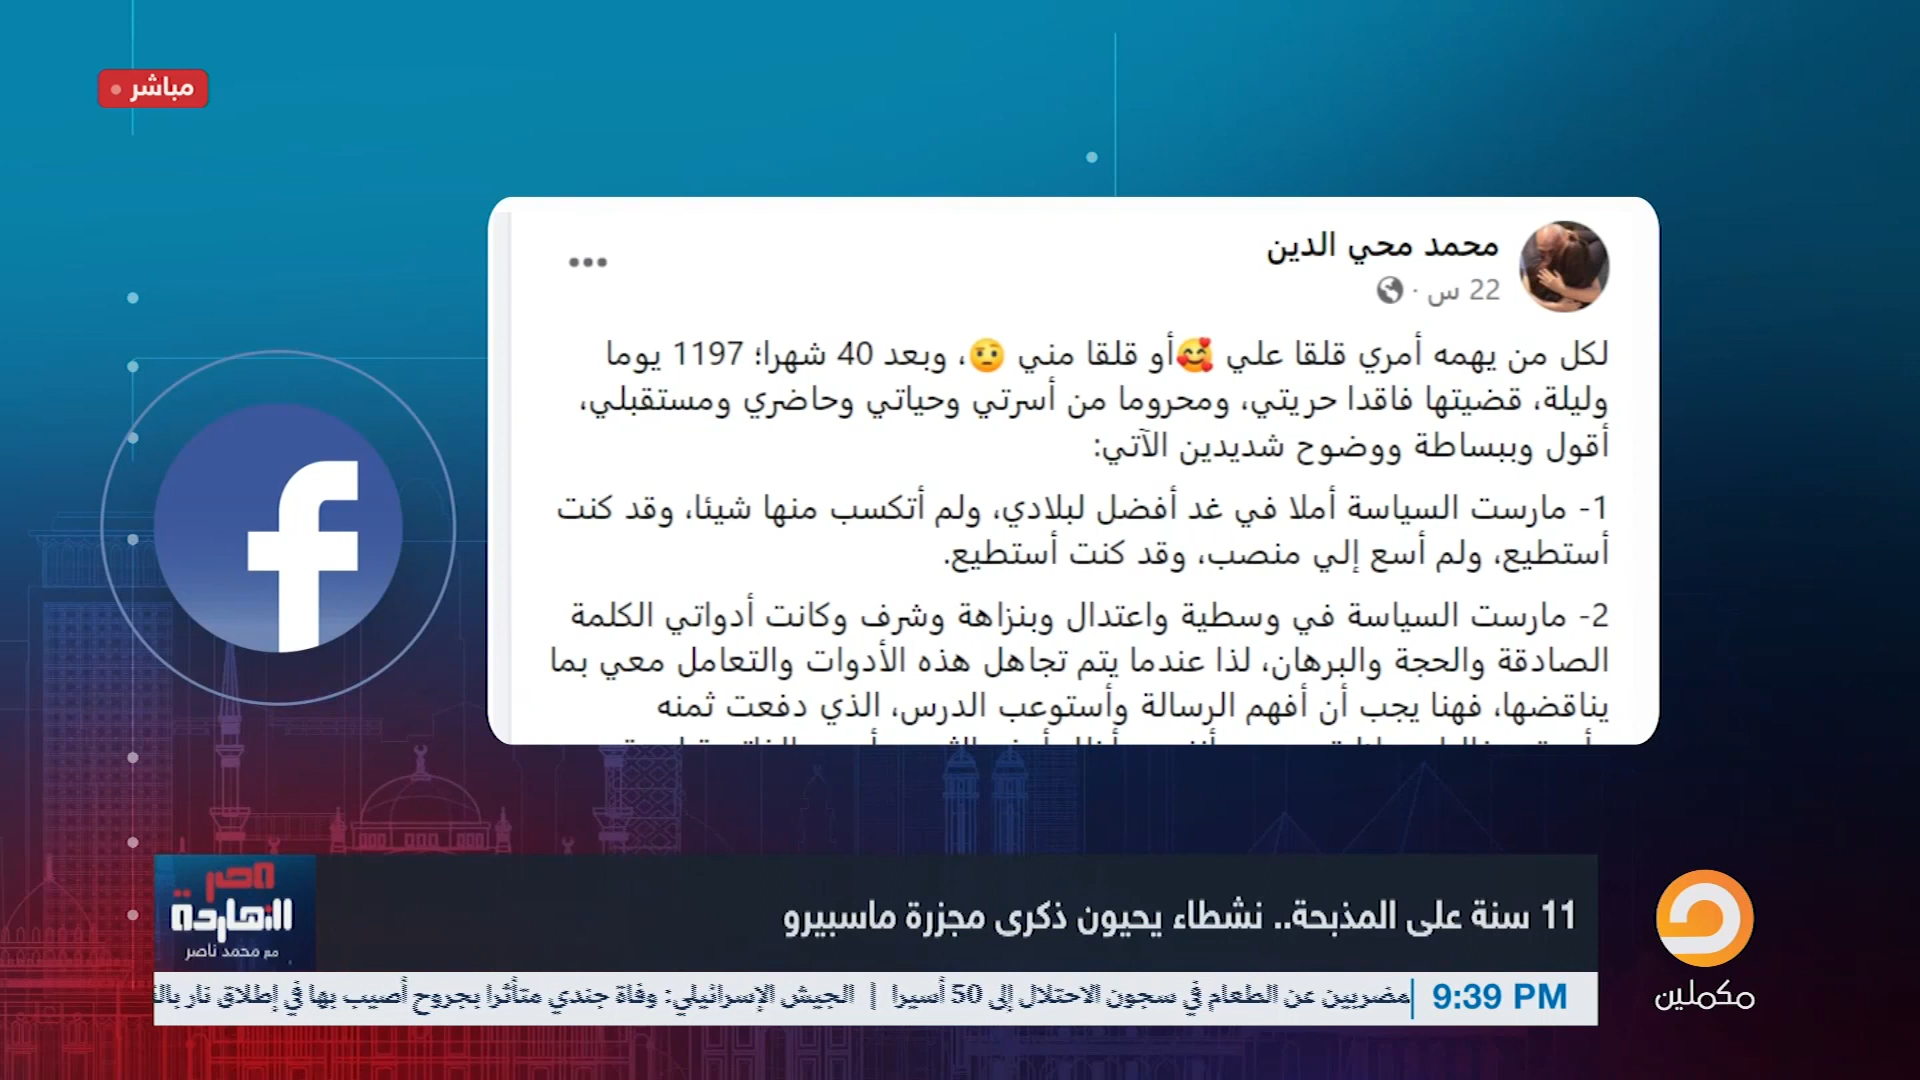 مباشر
محمد محي الدين
22 س ·
لكل من يهمه أمري قلقا علي 🥰أو قلقا مني 🤨، وبعد 40 شهرا؛ 1197 يوما
وليلة، قضيتها فاقدا حريتي، ومحروما من أسرتي وحياتي وحاضري ومستقبلي،
أقول وببساطة ووضوح شديدين الآتي:
1- مارست السياسة أملا في غد أفضل لبلادي، ولم أتكسب منها شيئا، وقد كنت
أستطيع، ولم أسع إلي منصب، وقد كنت أستطيع.
2- مارست السياسة في وسطية واعتدال وبنزاهة وشرف وكانت أدواتي الكلمة
الصادقة والحجة والبرهان، لذا عندما يتم تجاهل هذه الأدوات والتعامل معي بما
يناقضها، فهنا يجب أن أفهم الرسالة وأستوعب الدرس، الذي دفعت ثمنه
مصر
النهاردة
مع محمد ناصر
11 سنة على المذبحة.. نشطاء يحيون ذكرى مجزرة ماسبيرو
9:39 PM
لمضربين عن الطعام في سجون الاحتلال إلى 50 أسيرا | الجيش الإسرائيلي: وفاة جندي متأثرا بجروح أصيب بها في إطلاق نار
مكملين